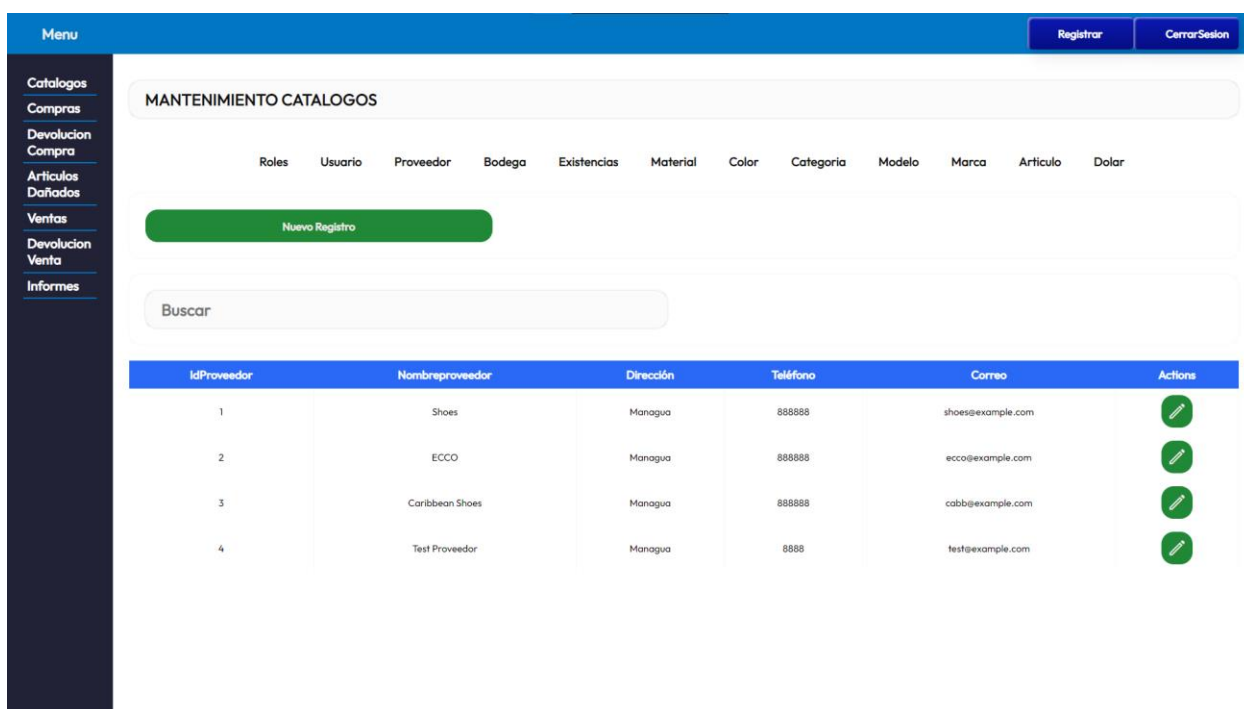 Menu Registrar CerrarSesion
Catalogos
Compras
Devolucion
Compra
Articulos
Dañados
Ventas
Devolucion
Venta
Informes
MANTENIMIENTO CATALOGOS
Roles Usuario Proveedor Bodega Existencias Material Color Categoria Modelo Marca Articulo Dolar
Nuevo Registro
Buscar
IdProveedor Nombreproveedor Dirección Teléfono Correo Actions
1 Shoes Managua 888888 shoes@example.com
2 ECCO Managua 888888 ecco@example.com
3 Caribbean Shoes Managua 888888 cabb@example.com
4 Test Proveedor Managua 8888 test@example.com